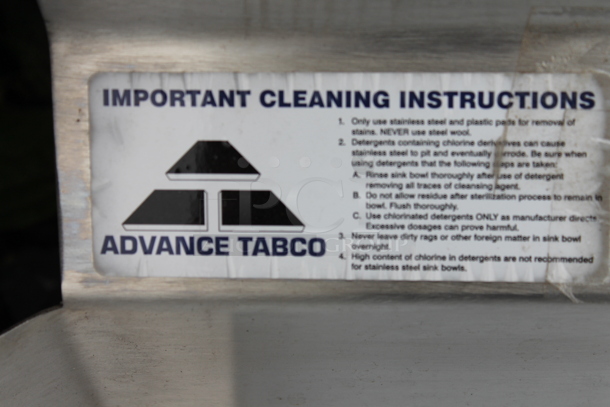 IMPORTANT CLEANING INSTRUCTIONS
ADVANCE TABCO
1. Only use stainless steel and plastic pads for removal of
stains. NEVER use steel wool.
2. Detergents containing chlorine derivatives can cause
stainless steel to pit and eventually corrode. Be sure when
using detergents that the following steps are taken:
A. Rinse sink bowl thoroughly after use of detergent
removing all traces of cleansing agent.
B. Do not allow residue after sterilization process to remain in
bowl. Flush thoroughly.
C. Use chlorinated detergents ONLY as manufacturer directs.
Excessive dosages can prove harmful.
3. Never leave dirty rags or other foreign matter in sink bowl
overnight.
4. High content of chlorine in detergents are not recommended
for stainless steel sink bowls.